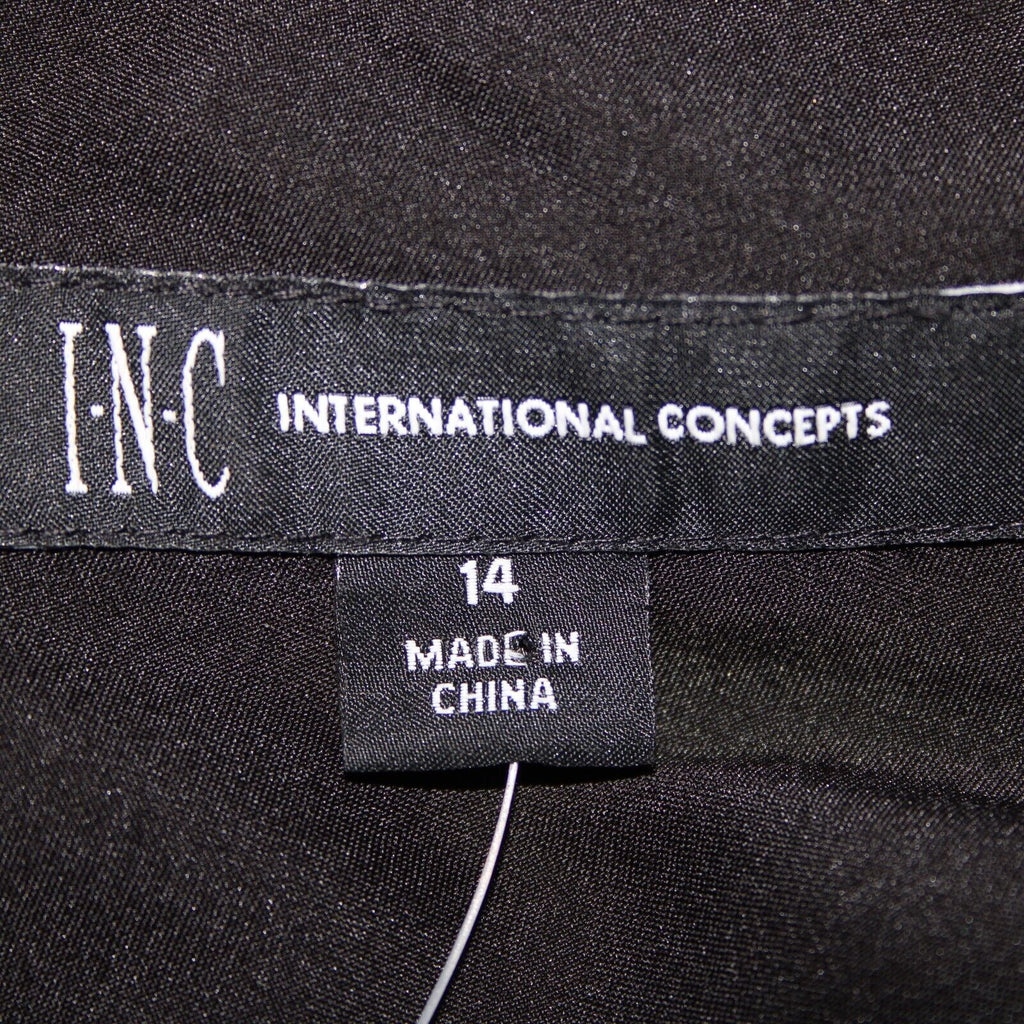 I·N·C INTERNATIONAL CONCEPTS
14
MADE IN
CHINA